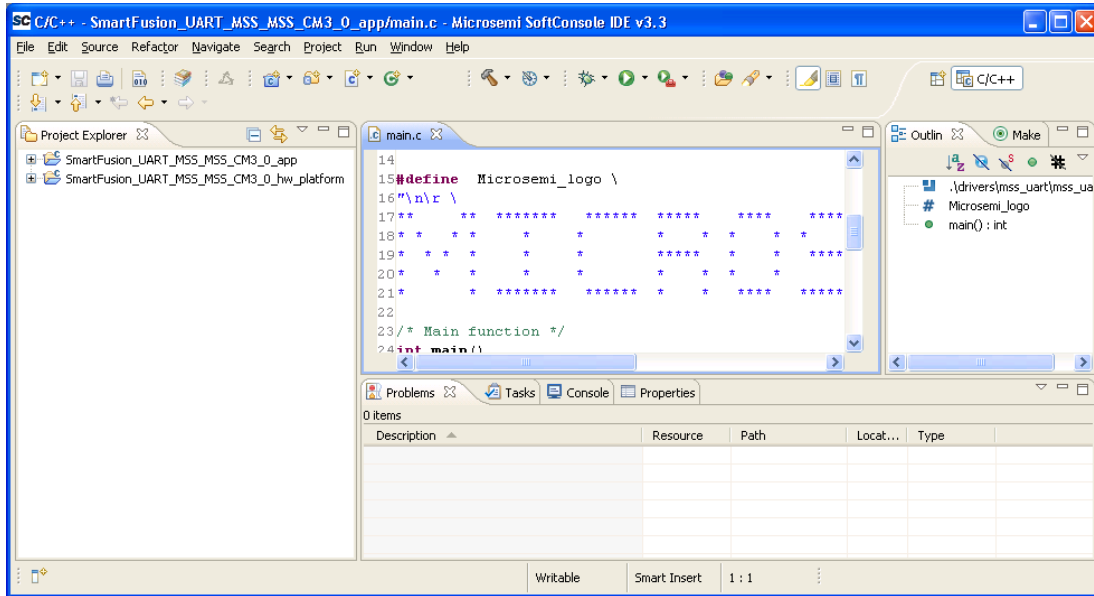 SC C/C++ - SmartFusion_UART_MSS_MSS_CM3_0_app/main.c - Microsemi SoftConsole IDE v3.3
File Edit Source Refactor Navigate Search Project Run Window Help
C/C++
Project Explorer
SmartFusion_UART_MSS_MSS_CM3_0_app
SmartFusion_UART_MSS_MSS_CM3_0_hw_platform
main.c
14
15#define  Microsemi_logo \
16"\n\r \
17**      **  *******   ******  *****    ****    ****
18* *    * *     *     *       *     *  *    *  *
19*  *  * *      *     *       *****   *      *   ****
20*   *    *     *     *       *    *  *    *
21*        *  *******   ******  *    *   ****   *****
22
23/* Main function */
24int main()
Outlin Make
.\drivers\mss_uart\mss_ua
Microsemi_logo
main() : int
Problems Tasks Console Properties
0 items
Description Resource Path Locat... Type
Writable Smart Insert 1 : 1